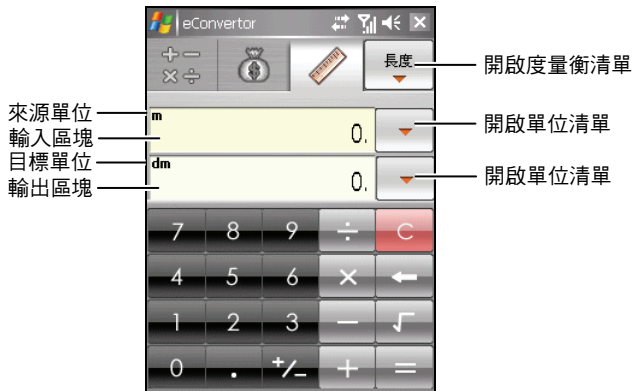 eConvertor
+ −
× ÷
長度
開啟度量衡清單
來源單位
m
輸入區塊
0.
開啟單位清單
目標單位
dm
輸出區塊
0.
開啟單位清單
7 8 9 ÷ C
4 5 6 × ←
1 2 3 − √
0 . +/− + =